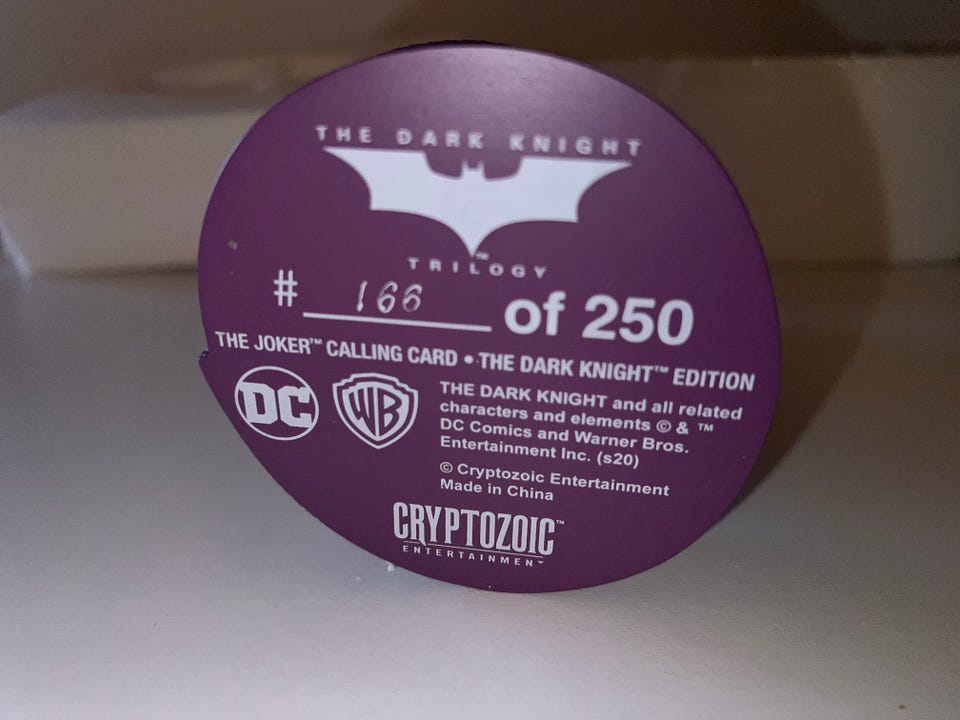 THE DARK KNIGHT
TRILOGY™
# 166 of 250
THE JOKER™ CALLING CARD • THE DARK KNIGHT™ EDITION
DC
WB
THE DARK KNIGHT and all related
characters and elements © & ™
DC Comics and Warner Bros.
Entertainment Inc. (s20)
© Cryptozoic Entertainment
Made in China
CRYPTOZOIC™
ENTERTAINMENT